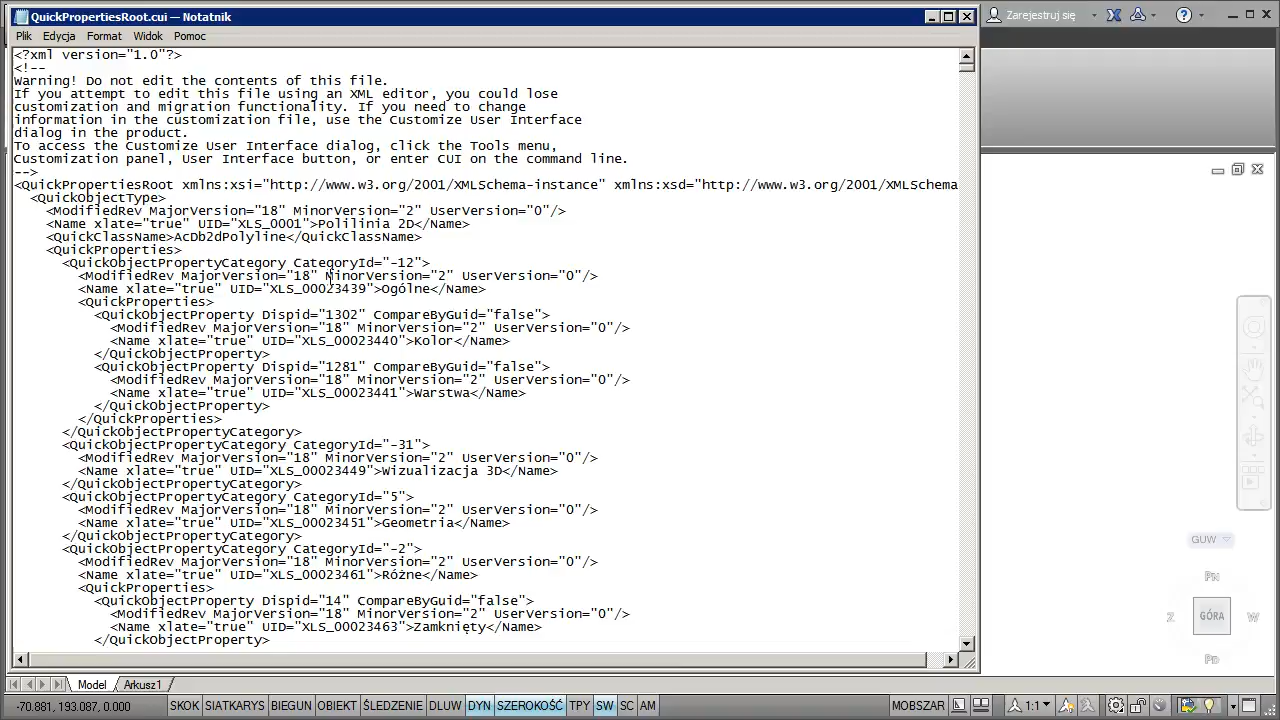 QuickPropertiesRoot.cui — Notatnik
Zarejestruj się
Plik Edycja Format Widok Pomoc
<?xml version="1.0"?>
<!--
Warning! Do not edit the contents of this file.
If you attempt to edit this file using an XML editor, you could lose
customization and migration functionality. If you need to change
information in the customization file, use the Customize User Interface
dialog in the product.
To access the Customize User Interface dialog, click the Tools menu,
Customization panel, User Interface button, or enter CUI on the command line.
-->
<QuickPropertiesRoot xmlns:xsi="http://www.w3.org/2001/XMLSchema-instance" xmlns:xsd="http://www.w3.org/2001/XMLSchema
<QuickObjectType>
<ModifiedRev MajorVersion="18" MinorVersion="2" UserVersion="0"/>
<Name xlate="true" UID="XLS_0001">Polilinia 2D</Name>
<QuickClassName>AcDb2dPolyline</QuickClassName>
<QuickProperties>
<QuickObjectPropertyCategory CategoryId="-12">
<ModifiedRev MajorVersion="18" MinorVersion="2" UserVersion="0"/>
<Name xlate="true" UID="XLS_00023439">Ogólne</Name>
<QuickProperties>
<QuickObjectProperty Dispid="1302" CompareByGuid="false">
<ModifiedRev MajorVersion="18" MinorVersion="2" UserVersion="0"/>
<Name xlate="true" UID="XLS_00023440">Kolor</Name>
</QuickObjectProperty>
<QuickObjectProperty Dispid="1281" CompareByGuid="false">
<ModifiedRev MajorVersion="18" MinorVersion="2" UserVersion="0"/>
<Name xlate="true" UID="XLS_00023441">Warstwa</Name>
</QuickObjectProperty>
</QuickProperties>
</QuickObjectPropertyCategory>
<QuickObjectPropertyCategory CategoryId="-31">
<ModifiedRev MajorVersion="18" MinorVersion="2" UserVersion="0"/>
<Name xlate="true" UID="XLS_00023449">Wizualizacja 3D</Name>
</QuickObjectPropertyCategory>
<QuickObjectPropertyCategory CategoryId="5">
<ModifiedRev MajorVersion="18" MinorVersion="2" UserVersion="0"/>
<Name xlate="true" UID="XLS_00023451">Geometria</Name>
</QuickObjectPropertyCategory>
<QuickObjectPropertyCategory CategoryId="-2">
<ModifiedRev MajorVersion="18" MinorVersion="2" UserVersion="0"/>
<Name xlate="true" UID="XLS_00023461">Różne</Name>
<QuickProperties>
<QuickObjectProperty Dispid="14" CompareByGuid="false">
<ModifiedRev MajorVersion="18" MinorVersion="2" UserVersion="0"/>
<Name xlate="true" UID="XLS_00023463">Zamknięty</Name>
</QuickObjectProperty>
GUW
PN
Z GÓRA W
PD
Model Arkusz1
-70.881, 193.087, 0.000 SKOK SIATKARYS BIEGUN OBIEKT ŚLEDZENIE DLUW DYN SZEROKOŚĆ TPY SW SC AM MOBSZAR 1:1